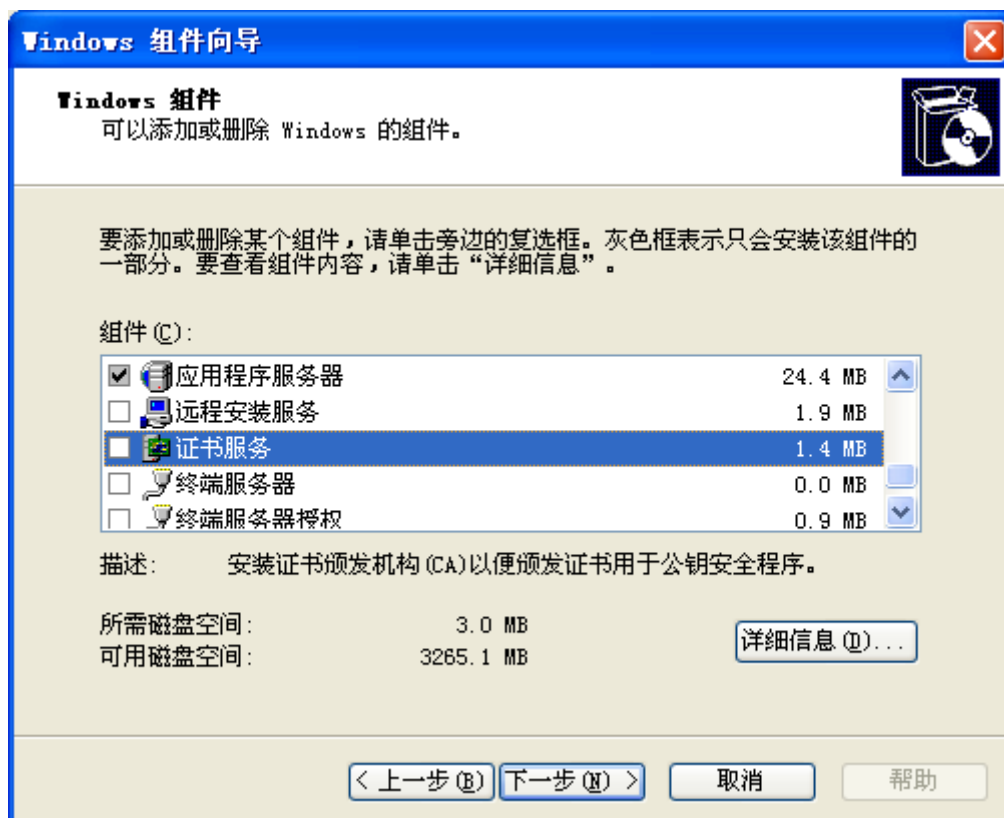 Windows 组件向导
Windows 组件
可以添加或删除 Windows 的组件。
要添加或删除某个组件，请单击旁边的复选框。灰色框表示只会安装该组件的
一部分。要查看组件内容，请单击“详细信息”。
组件(C):
应用程序服务器 24.4 MB
远程安装服务 1.9 MB
证书服务 1.4 MB
终端服务器 0.0 MB
终端服务器授权 0.9 MB
描述: 安装证书颁发机构(CA)以便颁发证书用于公钥安全程序。
所需磁盘空间: 3.0 MB
可用磁盘空间: 3265.1 MB
详细信息(D)...
< 上一步(B) 下一步(N) > 取消 帮助